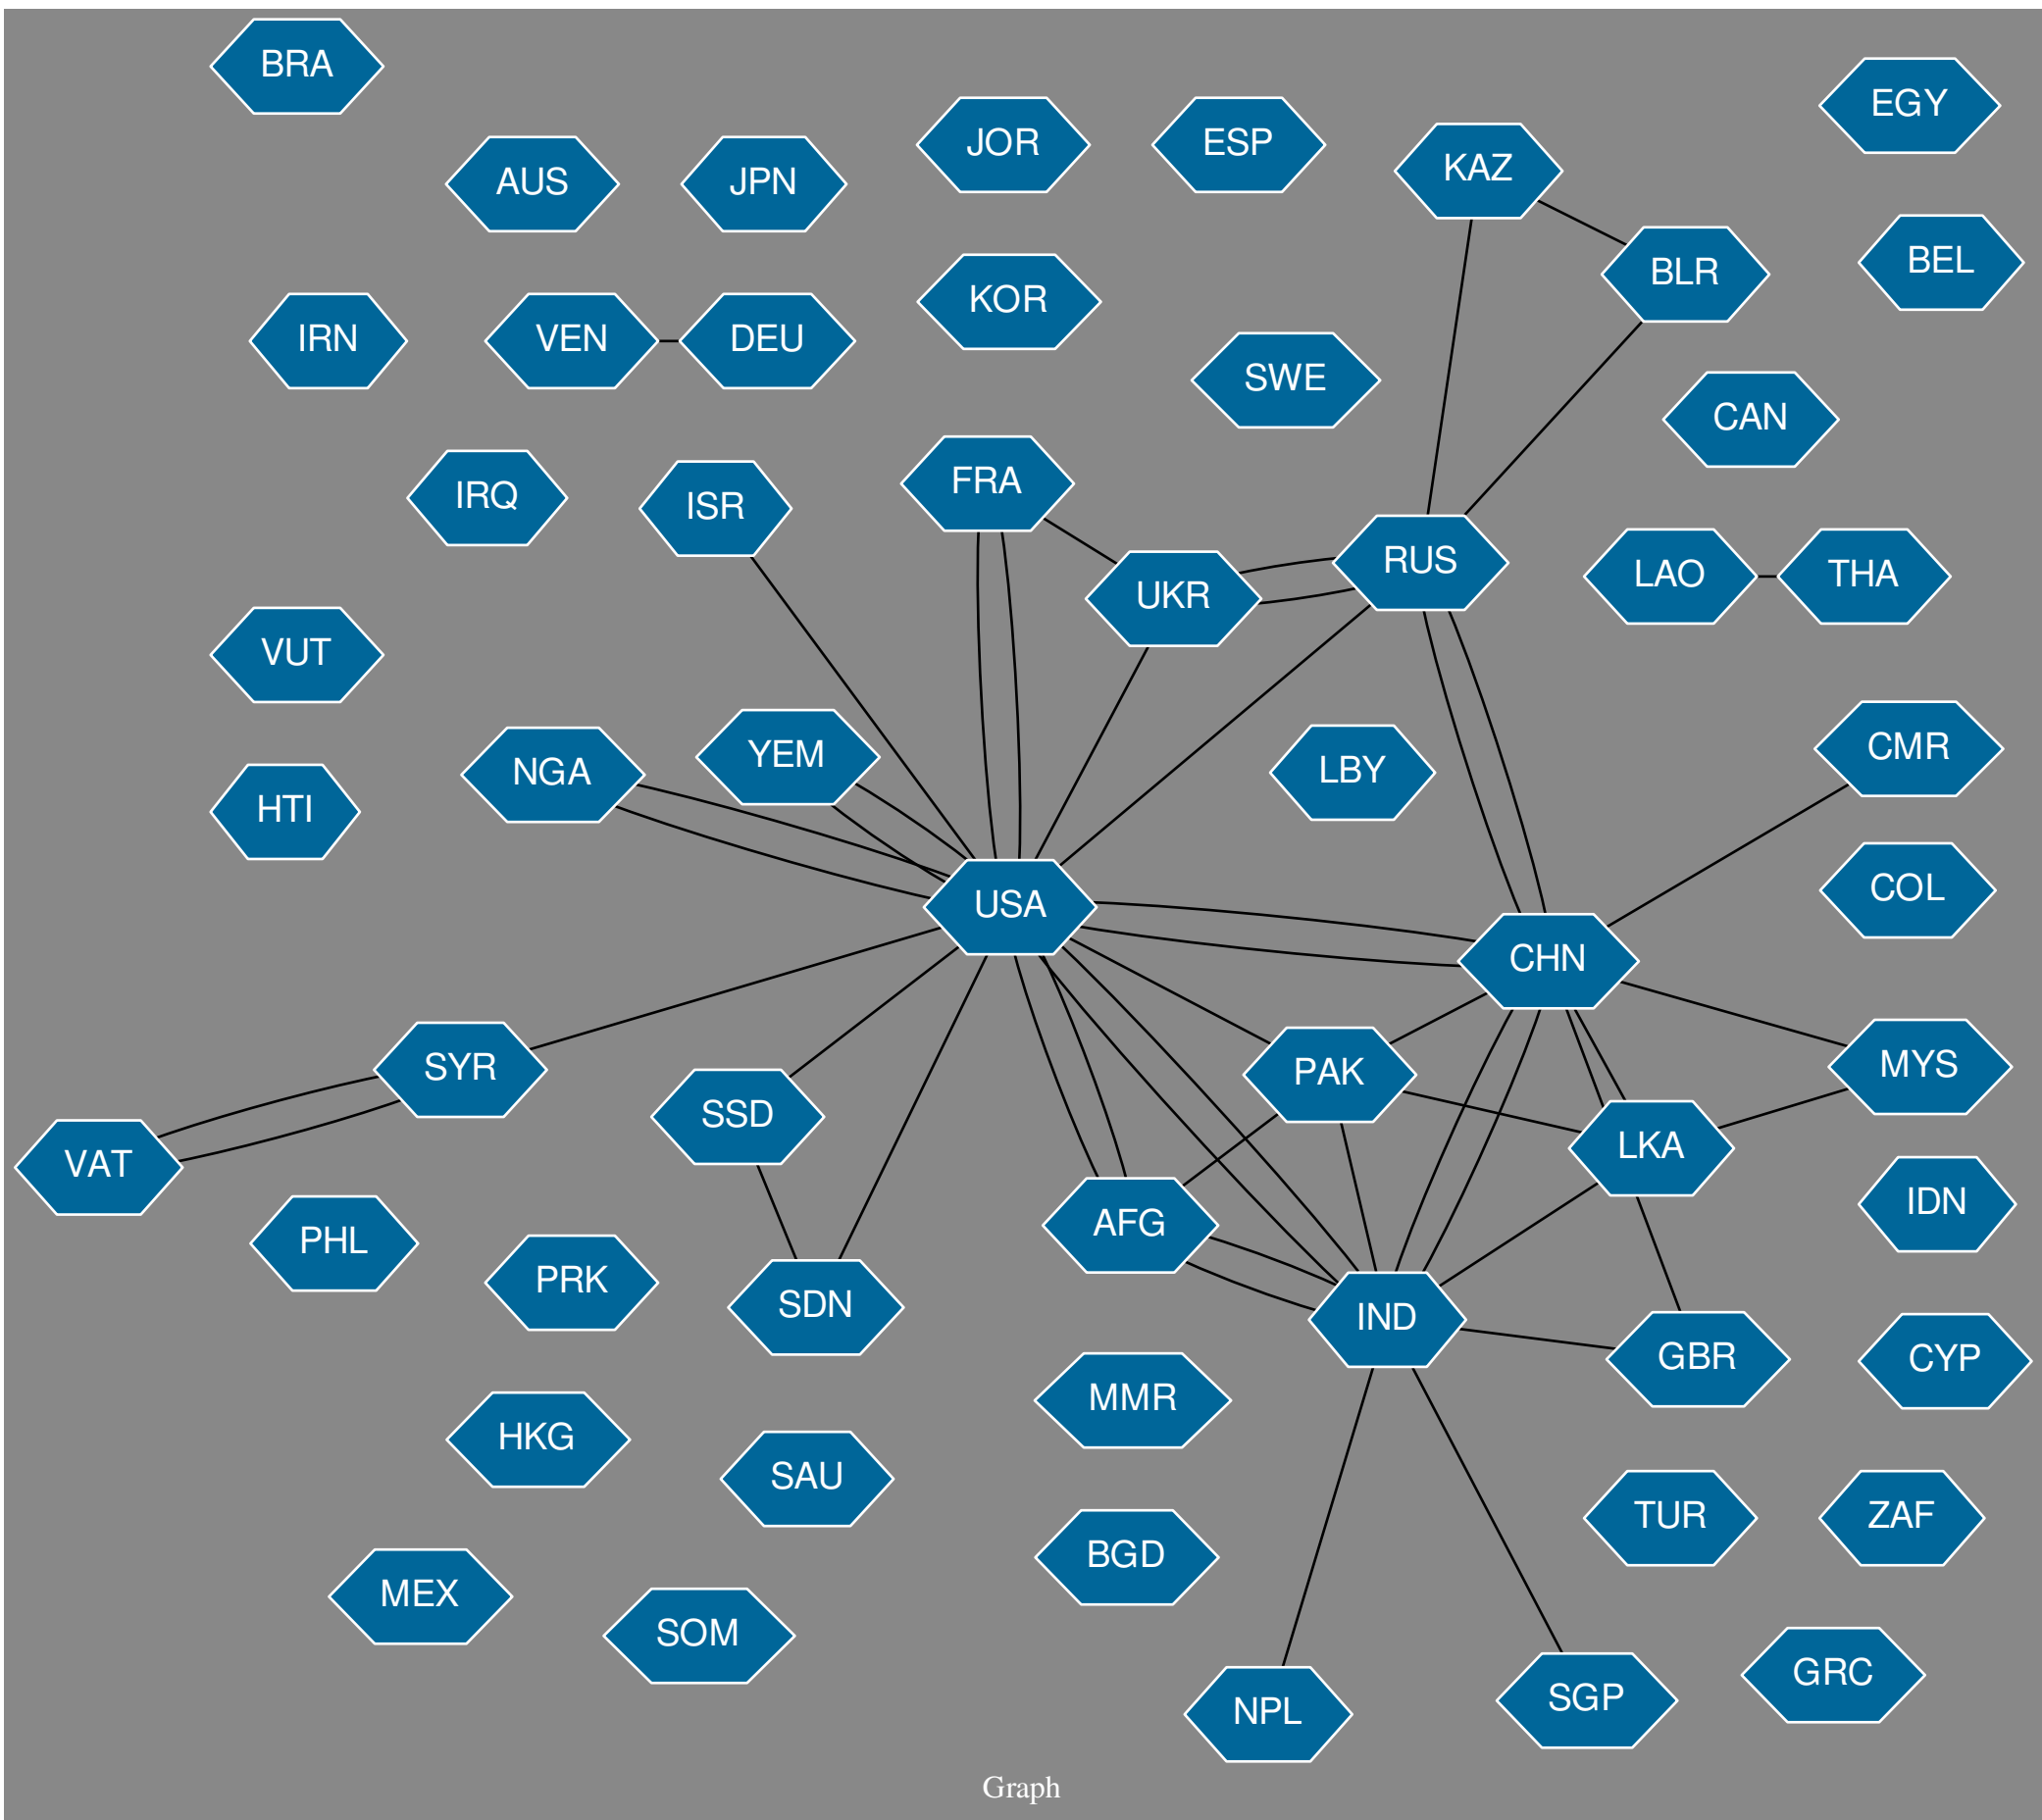 BRA
EGY
JOR
ESP
KAZ
AUS
JPN
BEL
BLR
KOR
IRN
VEN
DEU
SWE
CAN
FRA
IRQ
ISR
RUS
LAO
THA
UKR
VUT
CMR
YEM
NGA
LBY
HTI
COL
USA
CHN
MYS
SYR
PAK
SSD
LKA
VAT
IDN
AFG
PHL
PRK
SDN
IND
GBR
CYP
MMR
HKG
SAU
TUR
ZAF
BGD
MEX
SOM
GRC
SGP
NPL
Graph